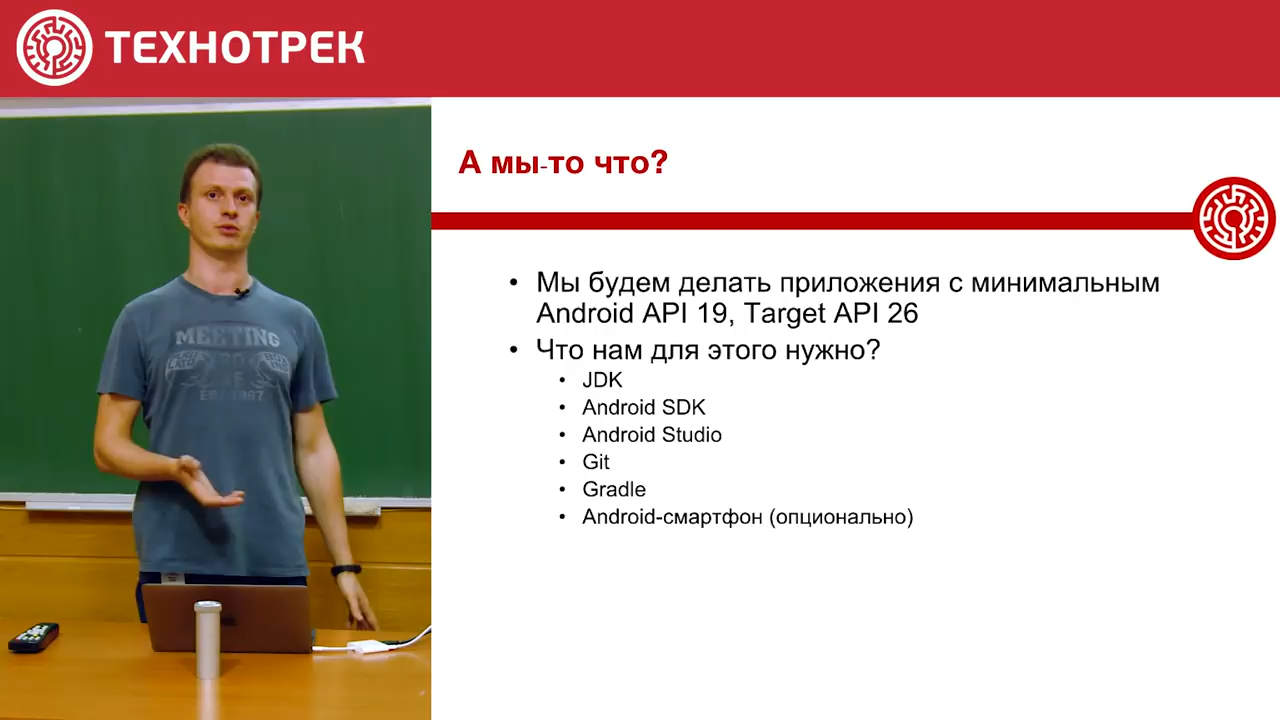 ТЕХНОТРЕК
А мы-то что?
MEETING
• Мы будем делать приложения с минимальным
Android API 19, Target API 26
• Что нам для этого нужно?
• JDK
• Android SDK
• Android Studio
• Git
• Gradle
• Android-смартфон (опционально)